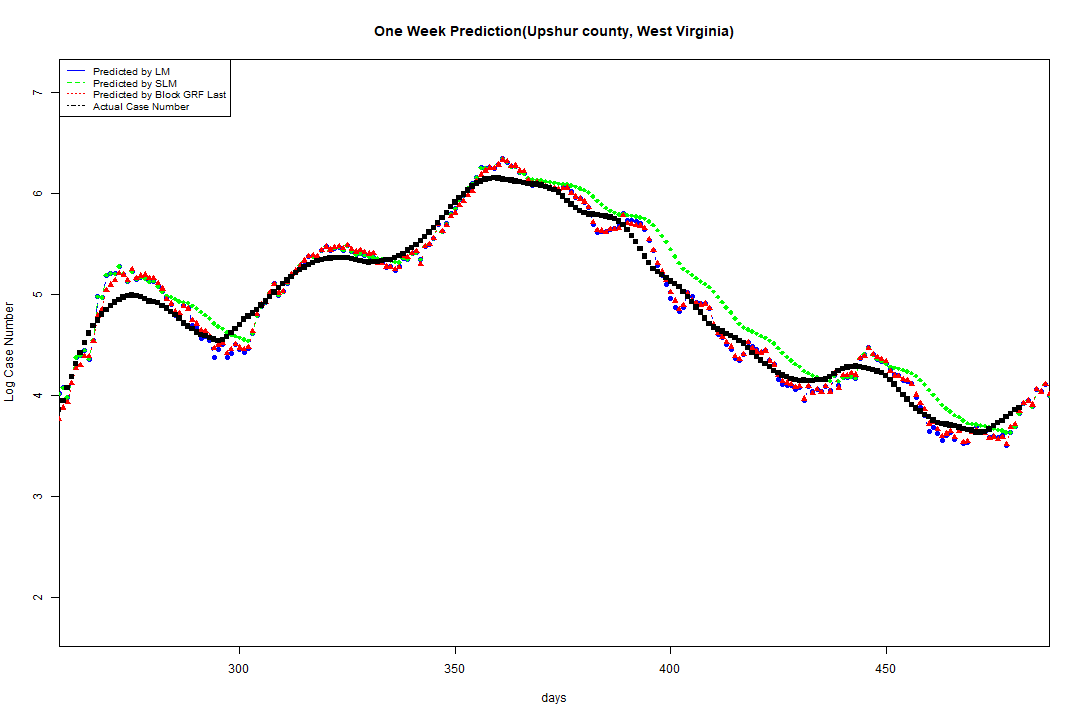 One Week Prediction(Upshur county, West Virginia)
Predicted by LM
Predicted by SLM
Predicted by Block GRF Last
Actual Case Number
Log Case Number
7
6
5
4
3
2
300 350 400 450
days